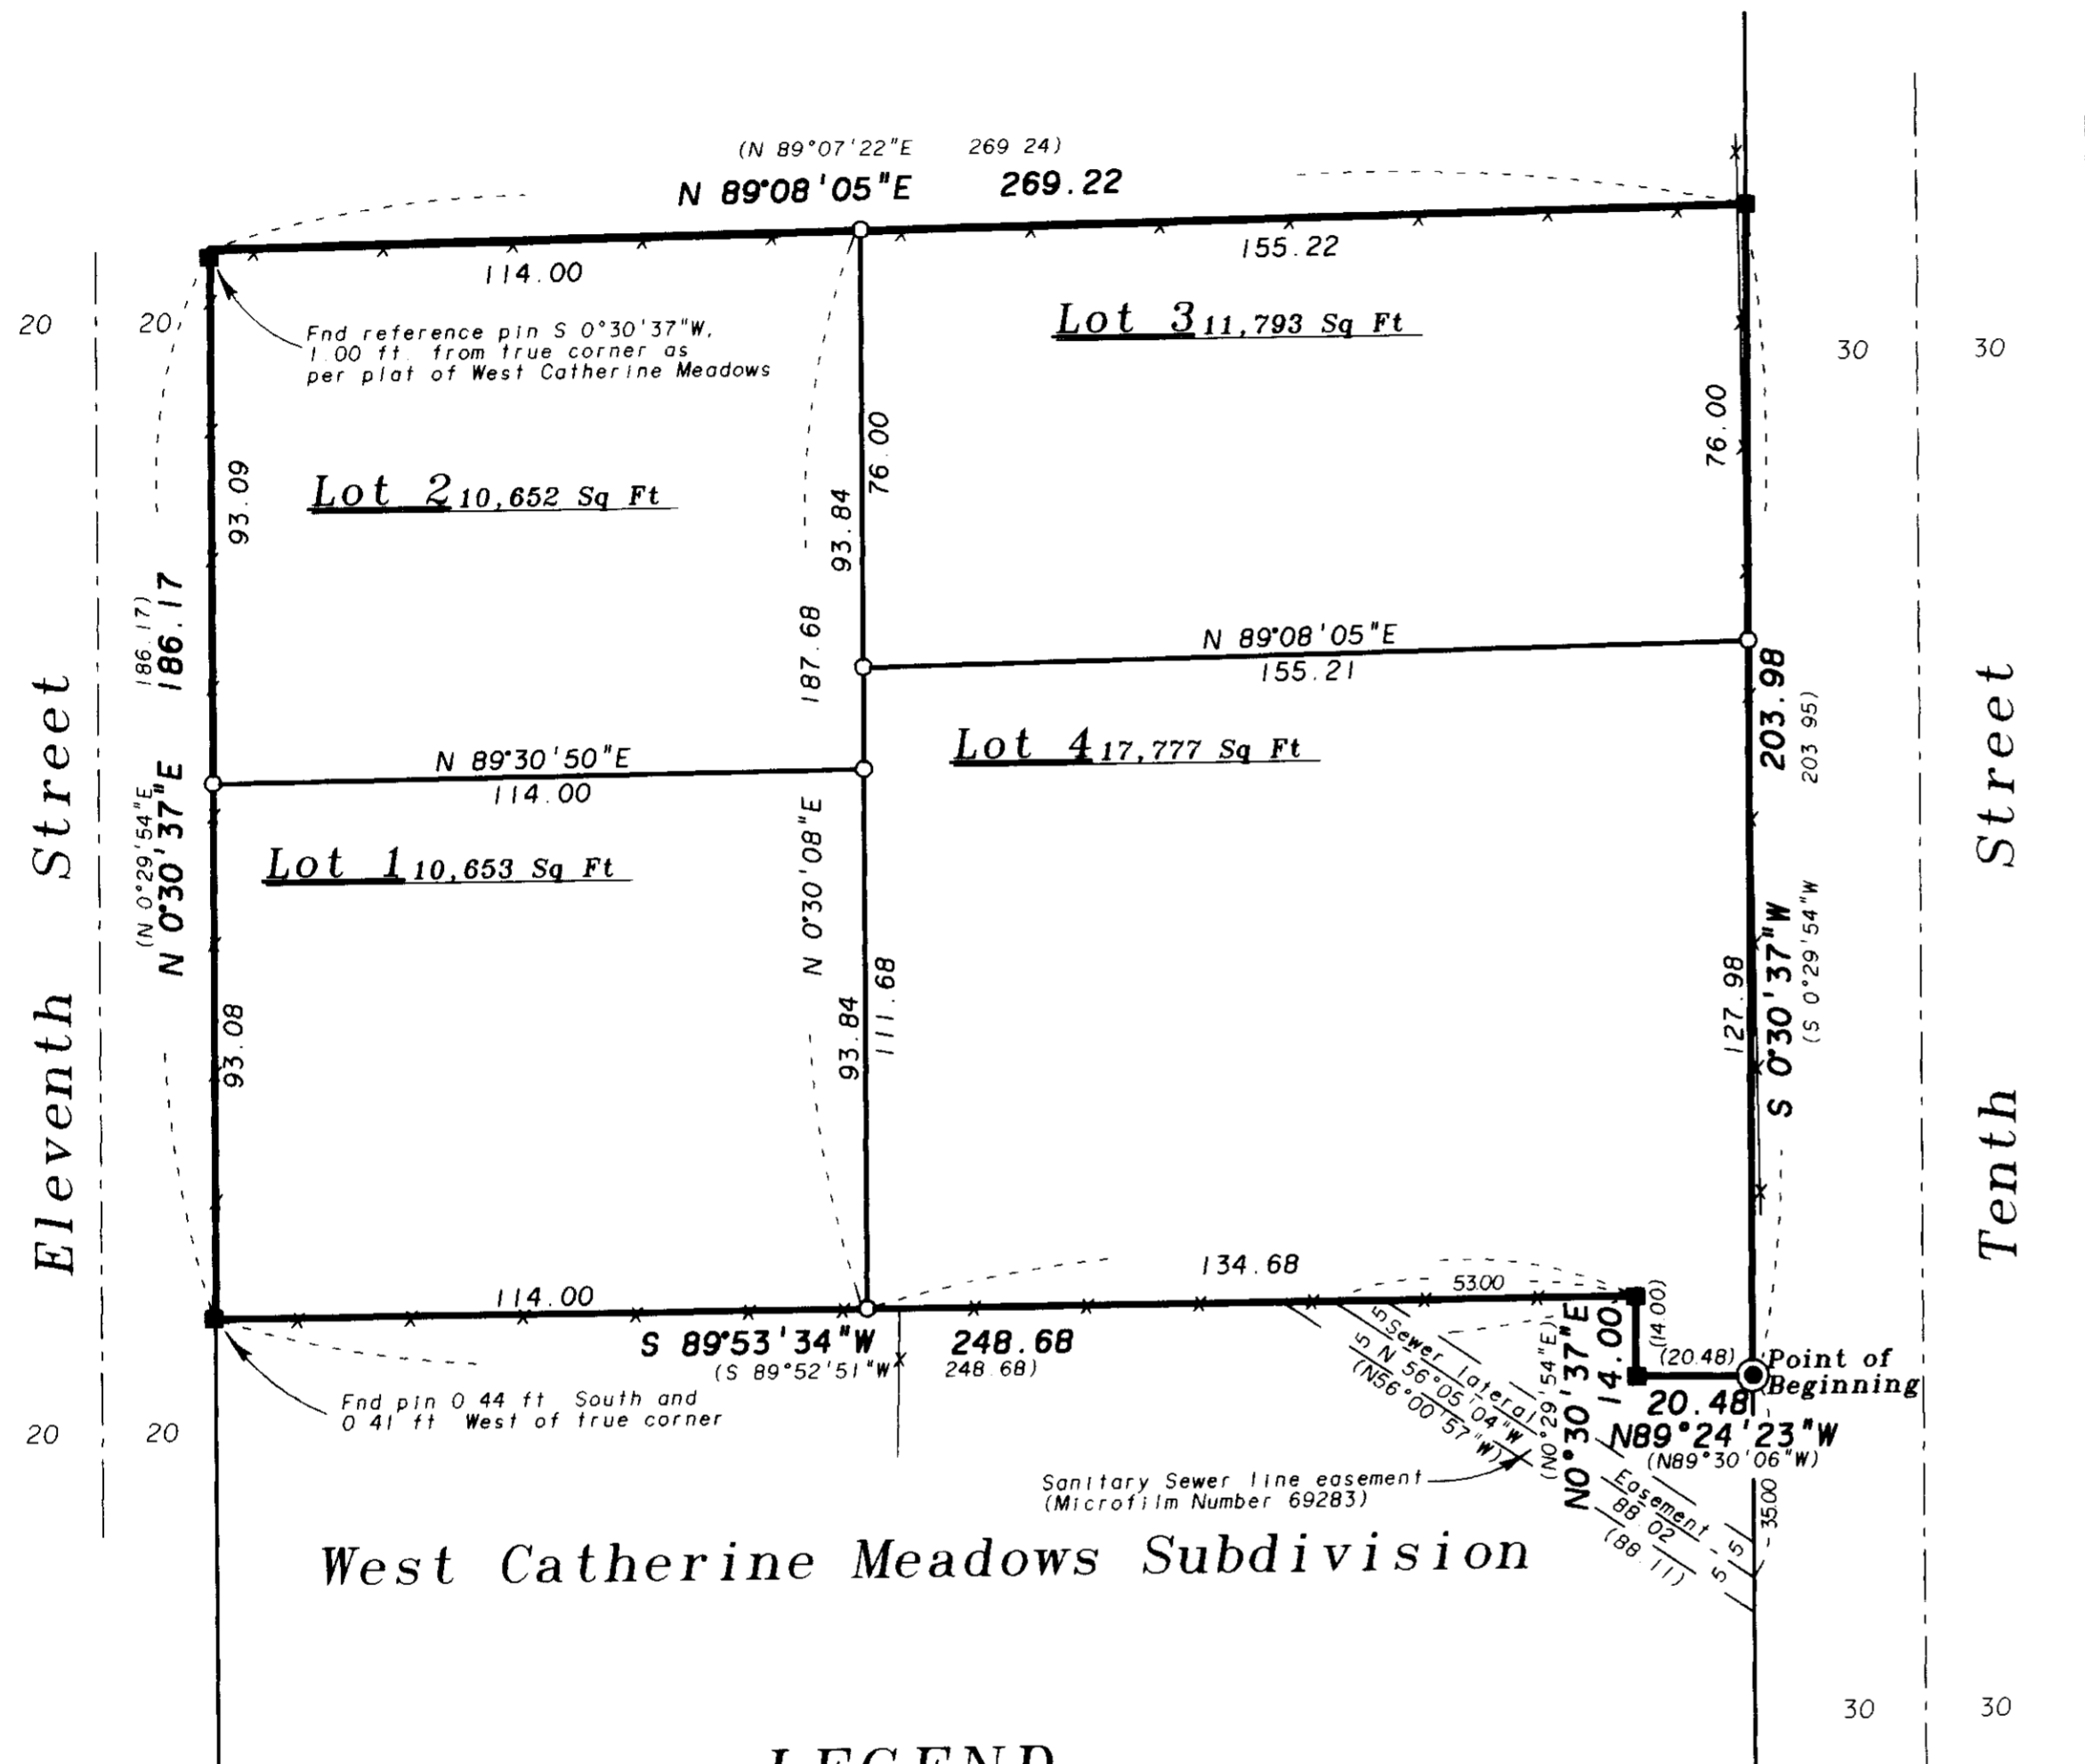 (N 89°07'22"E 269 24)
N 89°08'05"E 269.22
114.00
155.22
20
20
Fnd reference pin S 0°30'37"W,
1.00 ft. from true corner as
per plat of West Catherine Meadows
Lot 3 11,793 Sq Ft
30
30
93.09
Lot 2 10,652 Sq Ft
76.00
93.84
76.00
(N 0°29'54"E 186.17)
N 0°30'37"E 186.17
187.68
N 0°30'08"E
N 89°08'05"E
155.21
203.98
S 0°30'37"W
(S 0°29'54"W 203 95)
N 89°30'50"E
114.00
Lot 4 17,777 Sq Ft
Lot 1 10,653 Sq Ft
Eleventh Street
Tenth Street
93.08
93.84
111.68
127.98
114.00
134.68
53.00
S 89°53'34"W 248.68
(S 89°52'51"W 248.68)
N0°30'37"E 14.00
(N0°29'54"E) (14.00)
(20.48)
20.48
N89°24'23"W
(N89°30'06"W)
Point of
Beginning
Fnd pin 0 44 ft South and
0 41 ft West of true corner
20
20
5
Sewer lateral Easement
5
N 56°05'04"W 88.02
(N56°00'57"W) (88.11)
5
5
35.00
Sanitary Sewer line easement
(Microfilm Number 69283)
West Catherine Meadows Subdivision
30
30
LEGEND